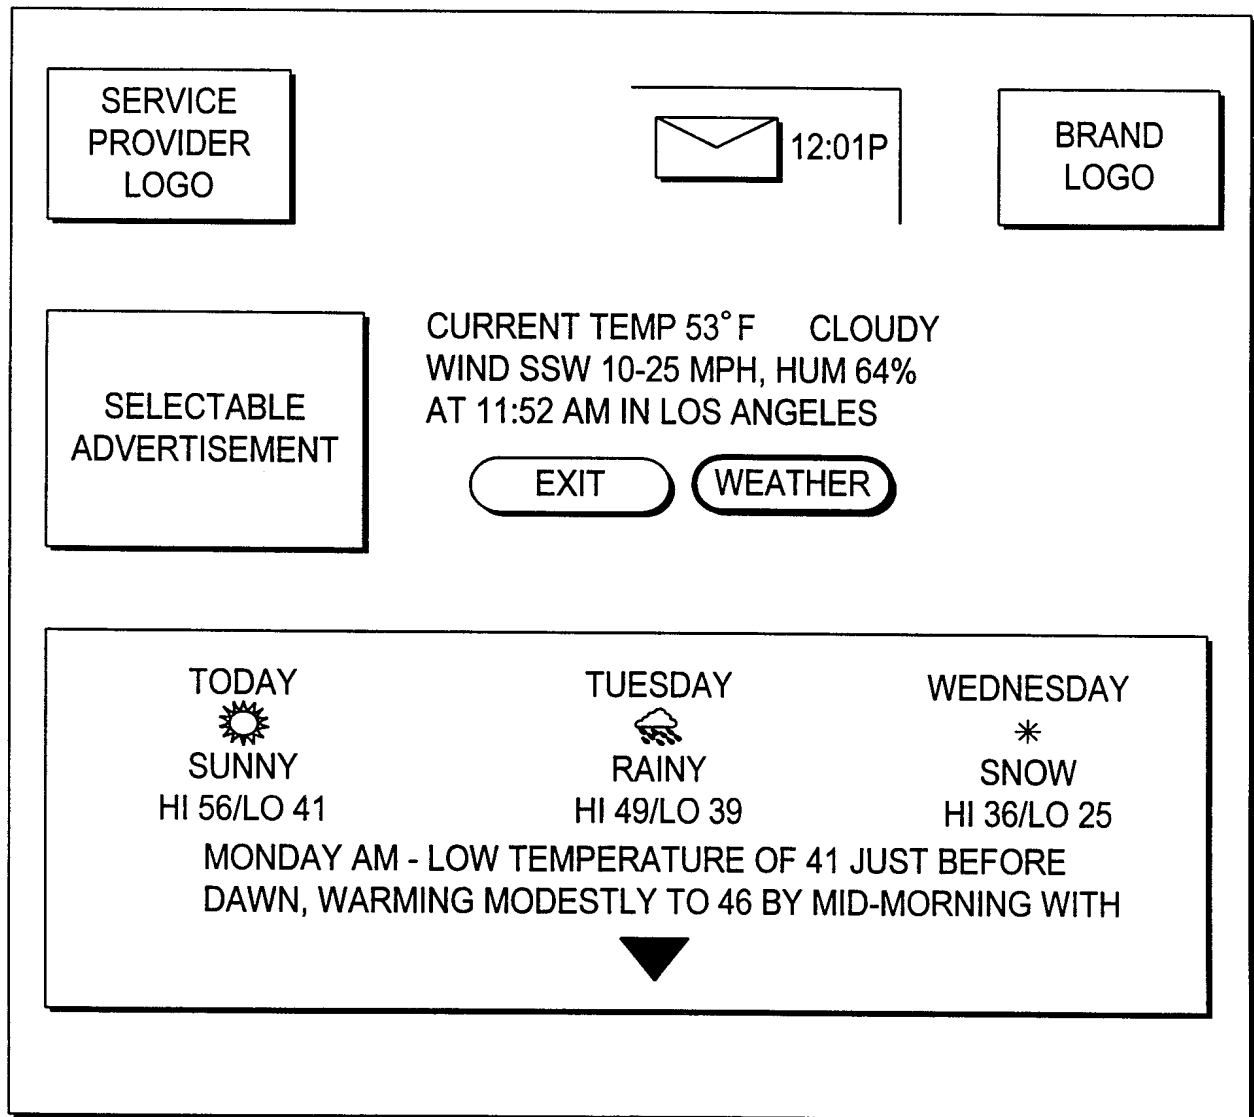 SERVICE
PROVIDER
LOGO
12:01P
BRAND
LOGO
SELECTABLE
ADVERTISEMENT
CURRENT TEMP 53°F CLOUDY
WIND SSW 10-25 MPH, HUM 64%
AT 11:52 AM IN LOS ANGELES
EXIT WEATHER
TODAY TUESDAY WEDNESDAY
SUNNY RAINY SNOW
HI 56/LO 41 HI 49/LO 39 HI 36/LO 25
MONDAY AM - LOW TEMPERATURE OF 41 JUST BEFORE
DAWN, WARMING MODESTLY TO 46 BY MID-MORNING WITH